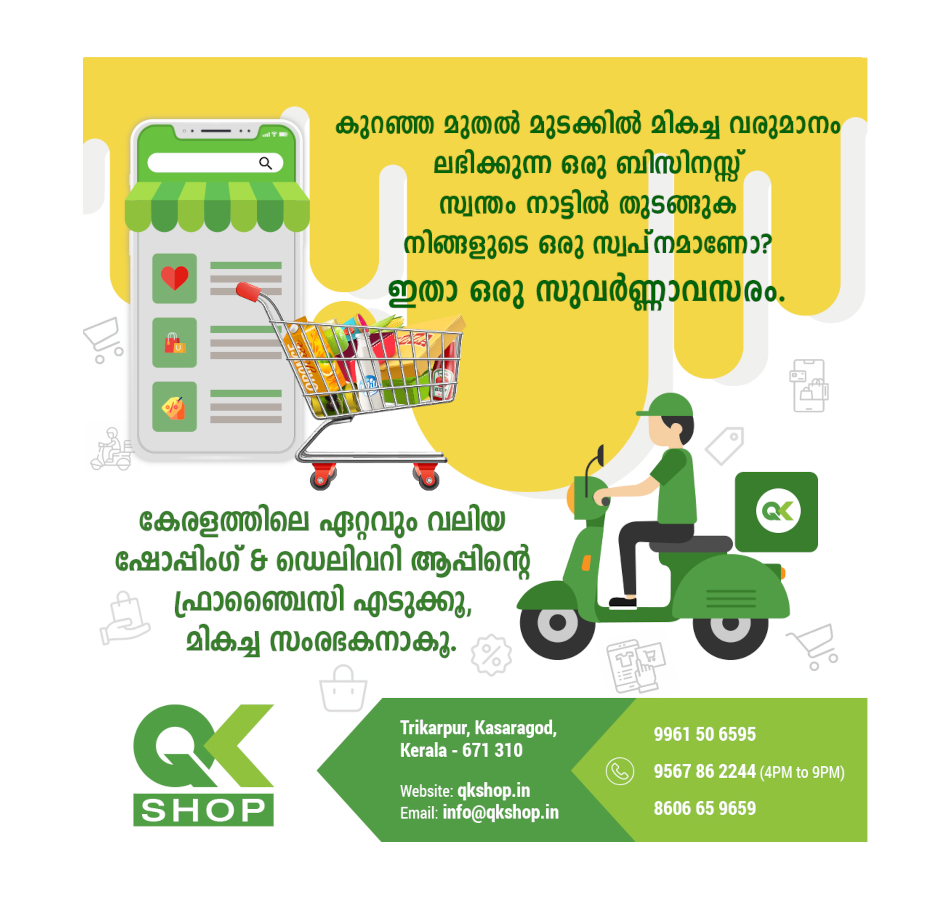 കുറഞ്ഞ മുതൽ മുടക്കിൽ മികച്ച വരുമാനം
ലഭിക്കുന്ന ഒരു ബിസിനസ്സ്
സ്വന്തം നാട്ടിൽ തുടങ്ങുക
നിങ്ങളുടെ ഒരു സ്വപ്നമാണോ?
ഇതാ ഒരു സുവർണ്ണാവസരം.
കേരളത്തിലെ ഏറ്റവും വലിയ
ഷോപ്പിംഗ് & ഡെലിവറി ആപ്പിന്റെ
ഫ്രാഞ്ചൈസി എടുക്കൂ,
മികച്ച സംരഭകനാകൂ.
QK
QK
SHOP
Trikarpur, Kasaragod,
Kerala - 671 310
Website: qkshop.in
Email: info@qkshop.in
9961 50 6595
9567 86 2244 (4PM to 9PM)
8606 65 9659